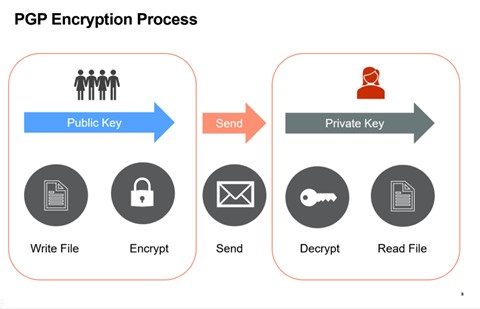 PGP Encryption Process
Public Key
Send
Private Key
Write File
Encrypt
Send
Decrypt
Read File